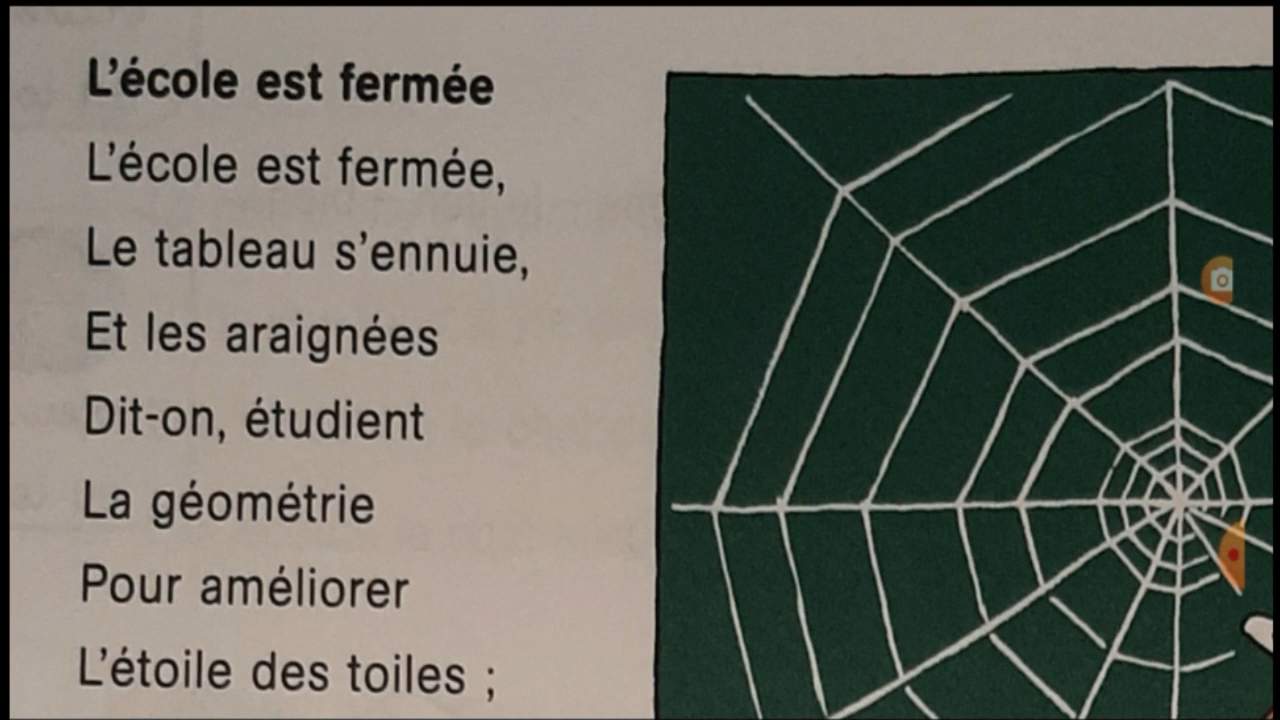 L'école est fermée
L'école est fermée,
Le tableau s'ennuie,
Et les araignées
Dit-on, étudient
La géométrie
Pour améliorer
L'étoile des toiles ;